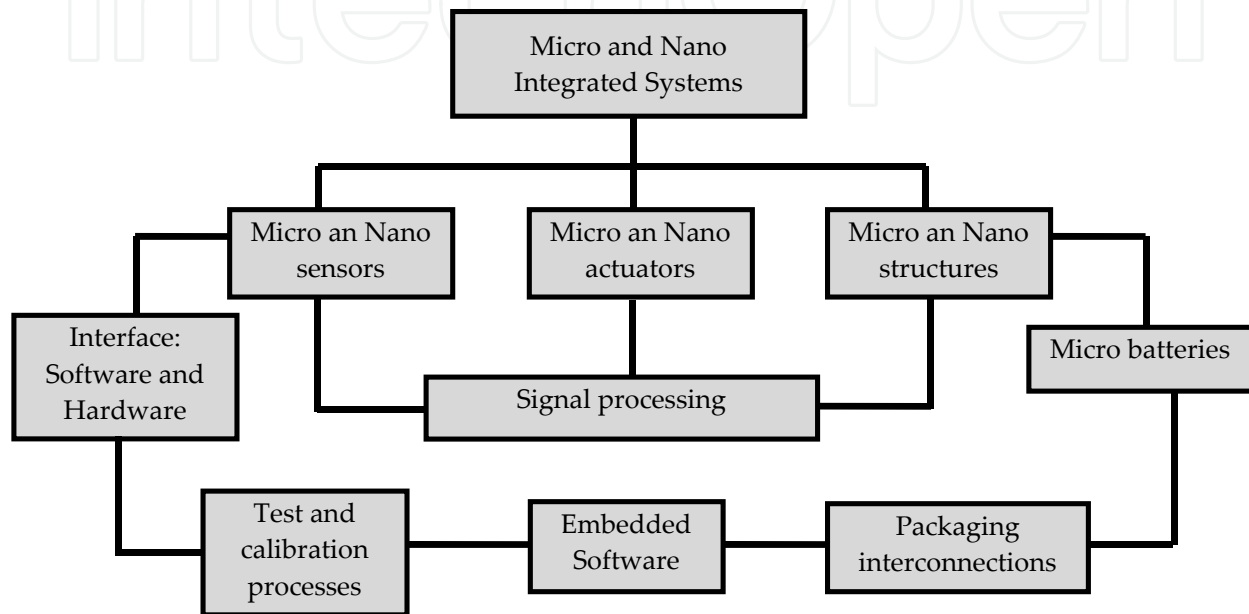 IntechOpen
Micro and Nano
Integrated Systems
Micro an Nano
sensors
Micro an Nano
actuators
Micro an Nano
structures
Interface:
Software and
Hardware
Signal processing
Micro batteries
Test and
calibration
processes
Embedded
Software
Packaging
interconnections